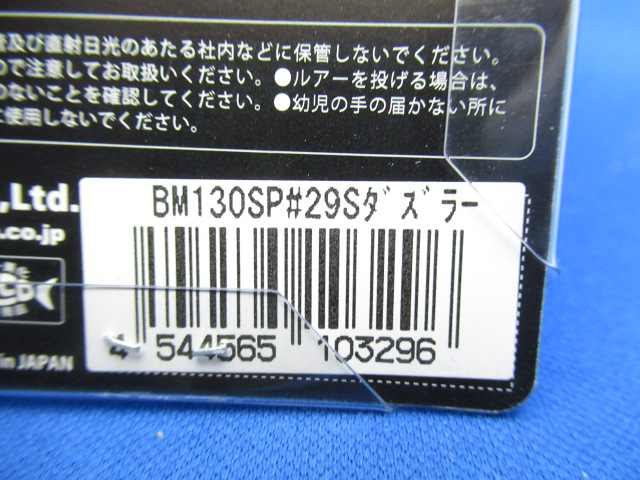 及び直射日光のあたる社内などに保管しないでください。
ので注意してお取扱いください。●ルアーを投げる場合は、
のないことを確認してください。●幼児の手の届かない所に
使用しないでください。
,Ltd.
.co.jp
in JAPAN
BM130SP#29Sﾀﾞｽﾞﾗｰ
4 544565 103296